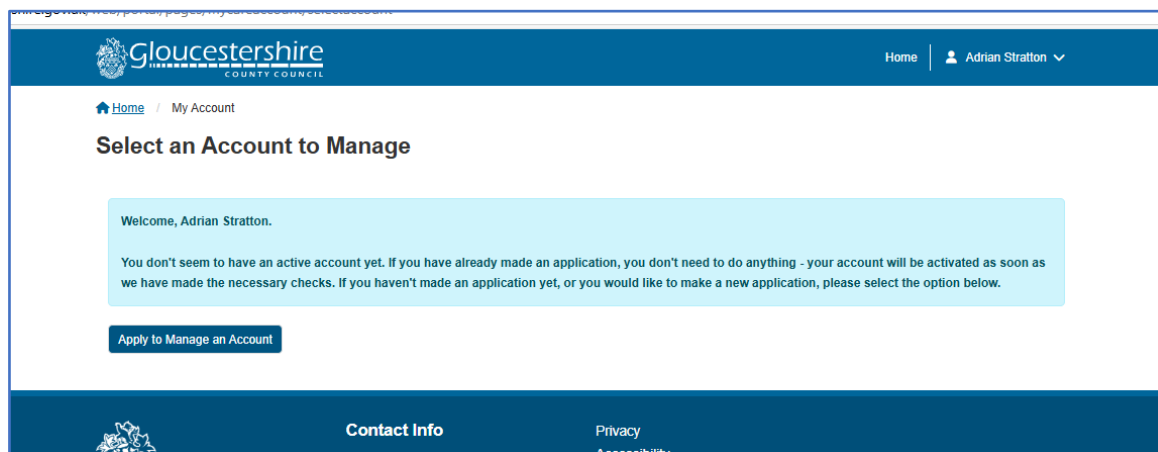 Gloucestershire
COUNTY COUNCIL
Home
Adrian Stratton
Home / My Account
Select an Account to Manage
Welcome, Adrian Stratton.
You don't seem to have an active account yet. If you have already made an application, you don't need to do anything - your account will be activated as soon as
we have made the necessary checks. If you haven't made an application yet, or you would like to make a new application, please select the option below.
Apply to Manage an Account
Contact Info
Privacy